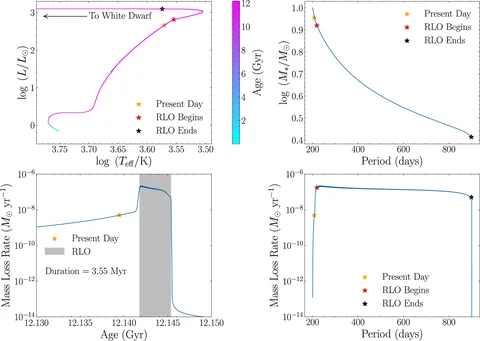 3
2
1
0
3.75 3.70 3.65 3.60 3.55 3.50
log (T_eff/K)
log (L/L⊙)
To White Dwarf
Present Day
RLO Begins
RLO Ends
12
10
8
6
4
2
Age (Gyr)
1.0
0.9
0.8
0.7
0.6
0.5
0.4
200 400 600 800
Period (days)
log (M*/M⊙)
Present Day
RLO Begins
RLO Ends
10⁻⁶
10⁻⁸
10⁻¹⁰
10⁻¹²
10⁻¹⁴
12.130 12.135 12.140 12.145 12.150
Age (Gyr)
Mass Loss Rate (M⊙ yr⁻¹)
Present Day
RLO
Duration = 3.55 Myr
10⁻⁶
10⁻⁸
10⁻¹⁰
10⁻¹²
10⁻¹⁴
200 400 600 800
Period (days)
Mass Loss Rate (M⊙ yr⁻¹)
Present Day
RLO Begins
RLO Ends